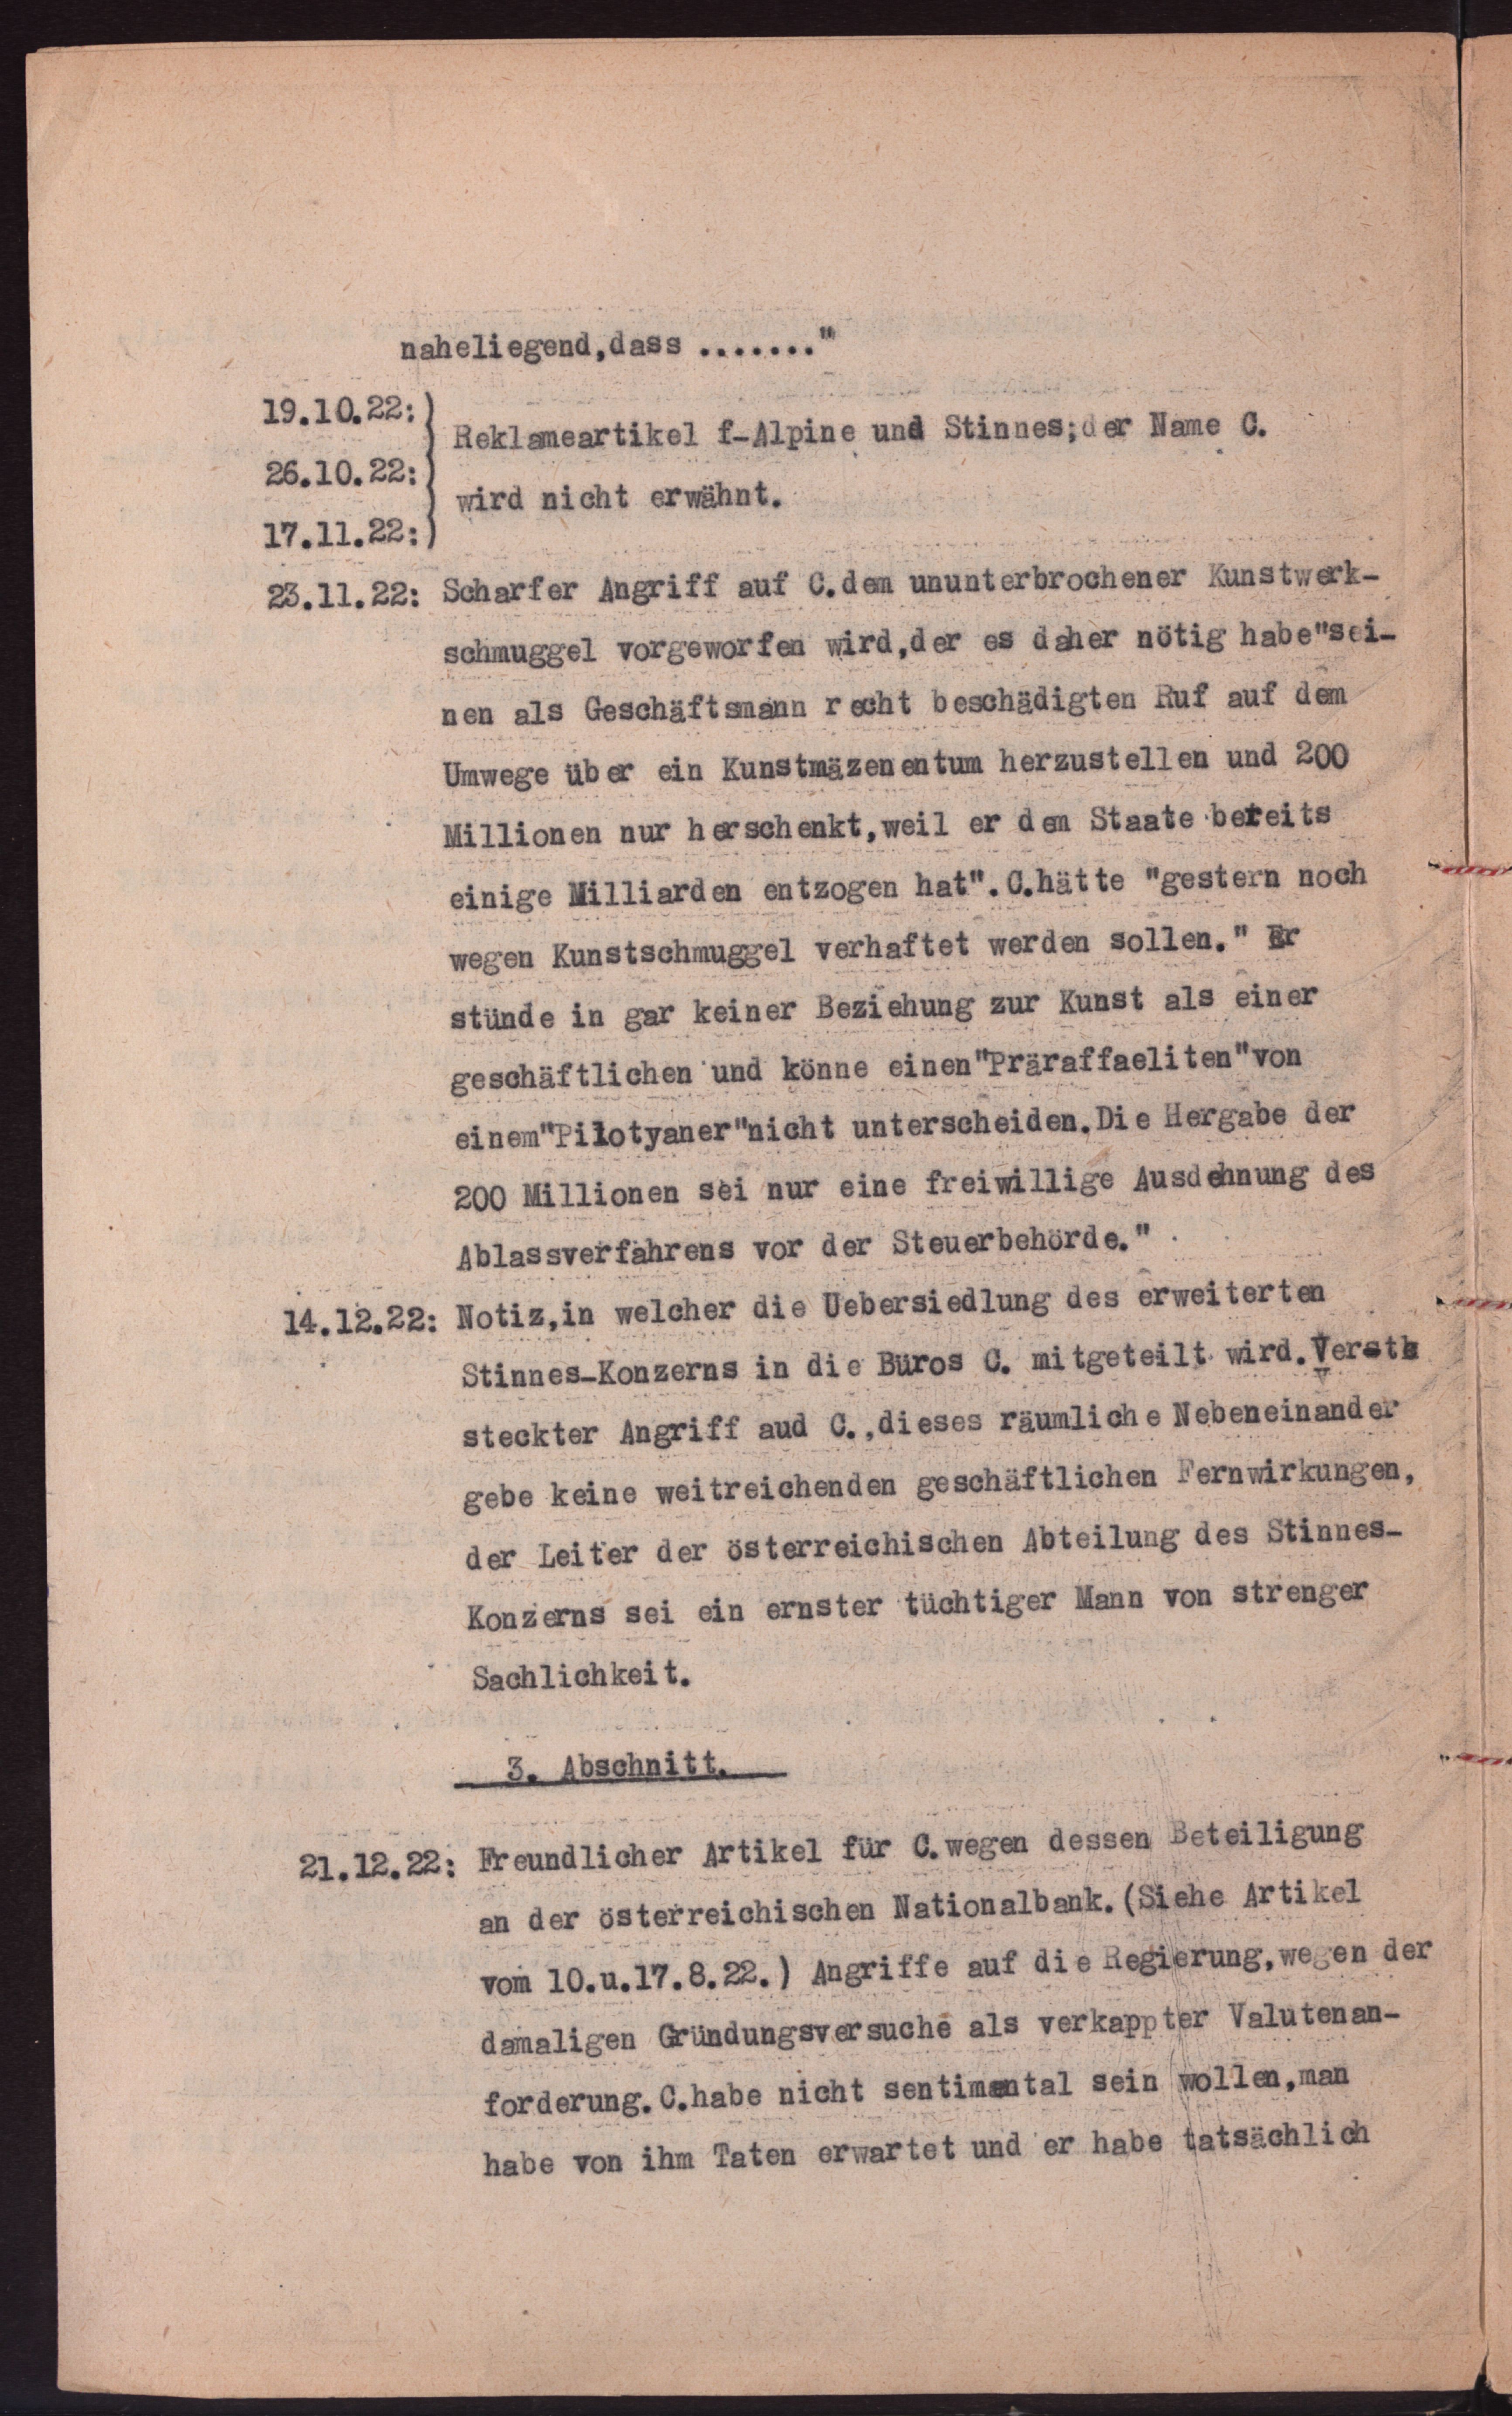 naheliegend,dass ......."
19.10.22:)
Reklameartikel f-Alpine und Stinnes;der Name C.
26.10.22:)
wird nicht erwähnt.
17.11.22:)
23.11.22: Scharfer Angriff auf C.dem ununterbrochener Kunstwerk-
schmuggel vorgeworfen wird,der es daher nötig habe"sei-
nen als Geschäftsmann recht beschädigten Ruf auf dem
Umwege über ein Kunstmäzenentum herzustellen und 200
Millionen nur herschenkt,weil er dem Staate bereits
einige Milliarden entzogen hat".C.hätte "gestern noch
wegen Kunstschmuggel verhaftet werden sollen." Er
stünde in gar keiner Beziehung zur Kunst als einer
geschäftlichen und könne einen"Präraffaeliten"von
einem"Pilotyaner"nicht unterscheiden.Die Hergabe der
200 Millionen sei nur eine freiwillige Ausdehnung des
Ablassverfahrens vor der Steuerbehörde."
14.12.22: Notiz,in welcher die Uebersiedlung des erweiterten
Stinnes-Konzerns in die Büros C. mitgeteilt wird.Ver
steckter Angriff aud C.,dieses räumliche Nebeneinander
gebe keine weitreichenden geschäftlichen Fernwirkungen,
der Leiter der österreichischen Abteilung des Stinnes-
Konzerns sei ein ernster tüchtiger Mann von strenger
Sachlichkeit.
3. Abschnitt.
21.12.22: Freundlicher Artikel für C.wegen dessen Beteiligung
an der österreichischen Nationalbank.(Siehe Artikel
vom 10.u.17.8.22.) Angriffe auf die Regierung,wegen der
damaligen Gründungsversuche als verkappter Valutenan-
forderung.C.habe nicht sentimental sein wollen,man
habe von ihm Taten erwartet und er habe tatsächlich